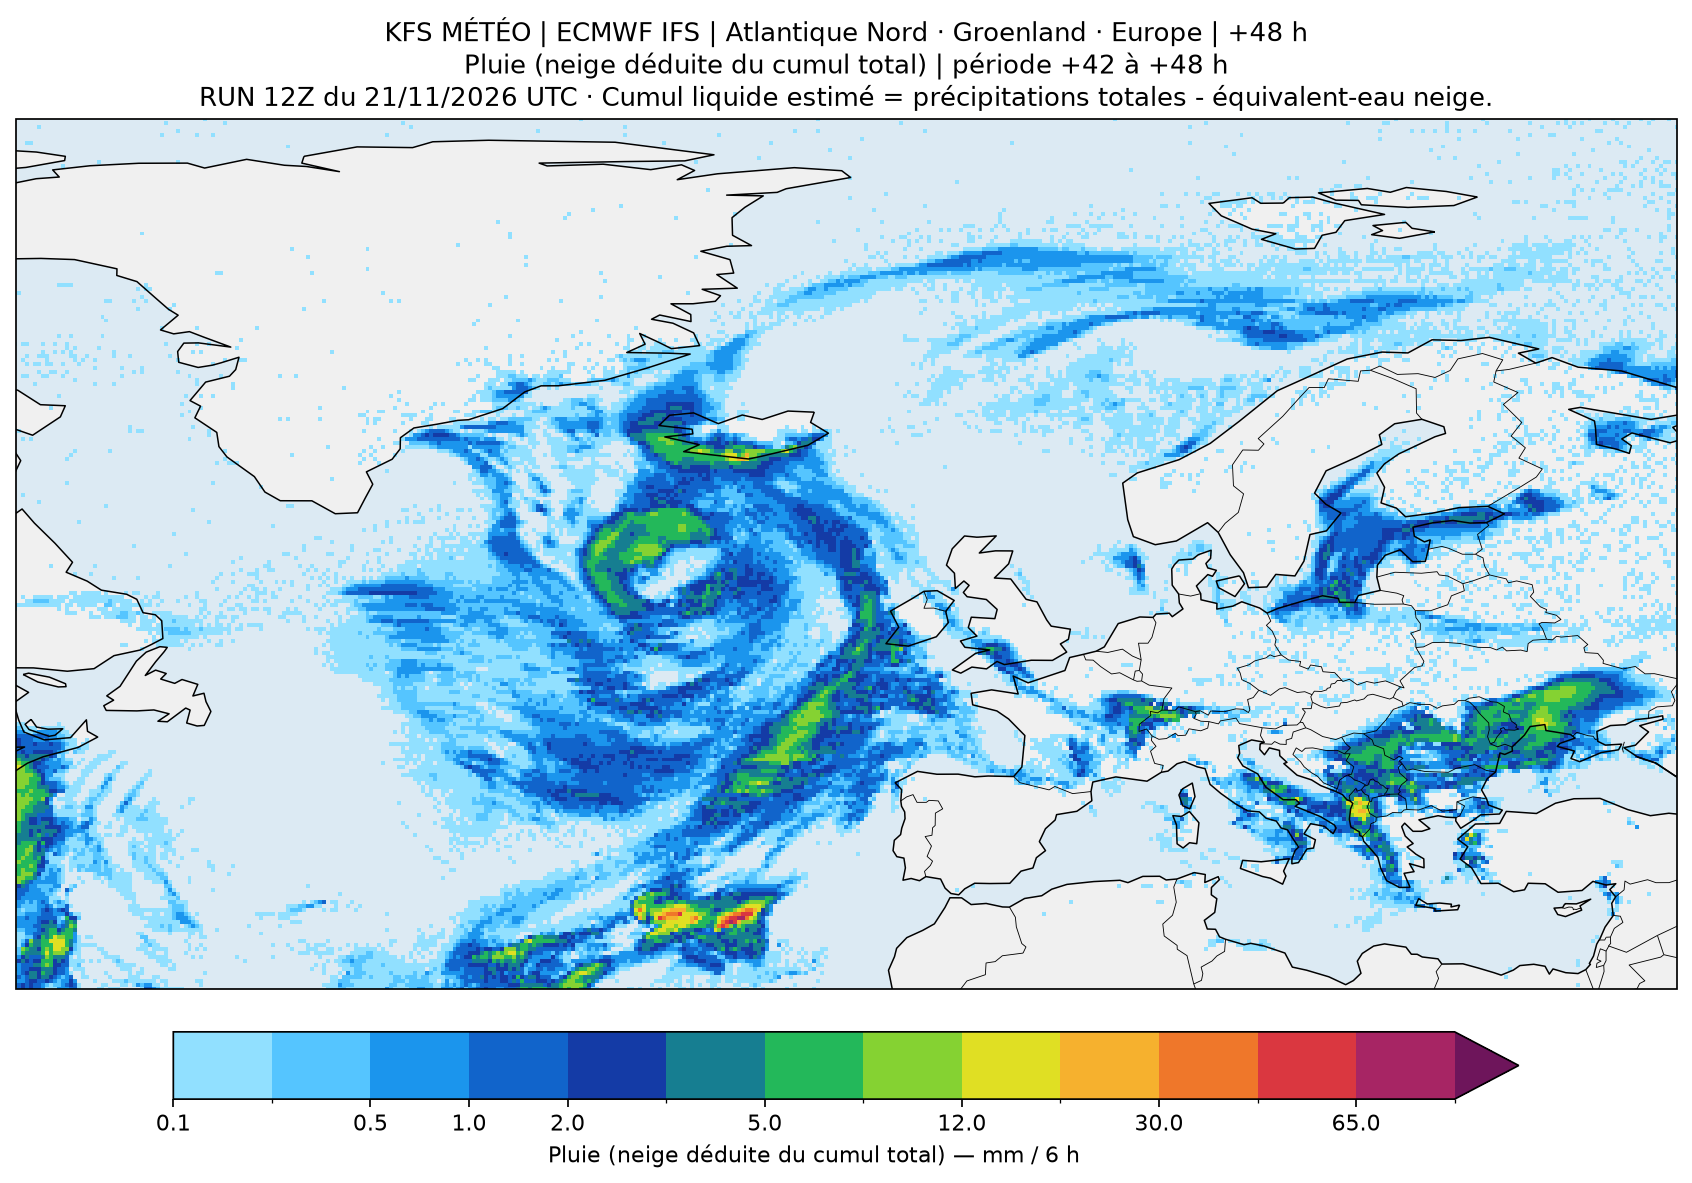 KFS MÉTÉO | ECMWF IFS | Atlantique Nord · Groenland · Europe | +48 h
Pluie (neige déduite du cumul total) | période +42 à +48 h
RUN 12Z du 21/11/2026 UTC · Cumul liquide estimé = précipitations totales - équivalent-eau neige.
0.1 0.5 1.0 2.0 5.0 12.0 30.0 65.0
Pluie (neige déduite du cumul total) — mm / 6 h